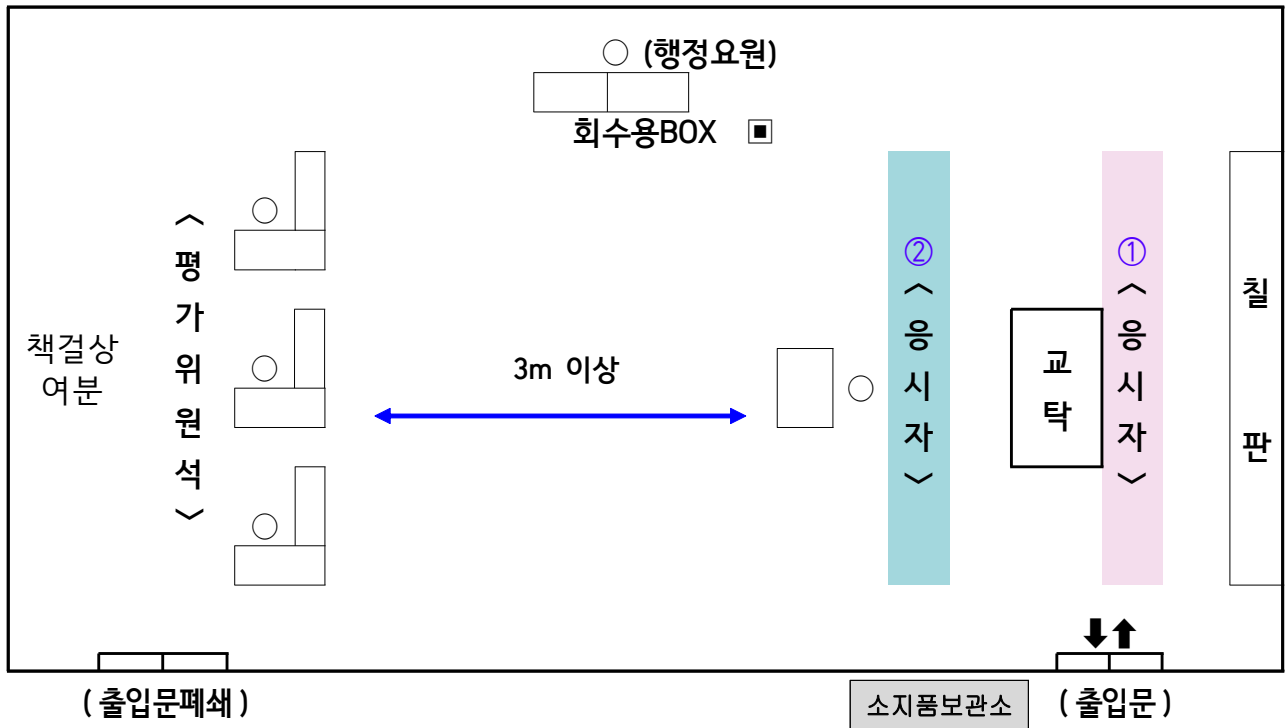 (행정요원)
회수용BOX
책걸상
여분
〈평가위원석〉
3m 이상
②〈응시자〉
교탁
①〈응시자〉
칠판
(출입문폐쇄)
소지품보관소
(출입문)